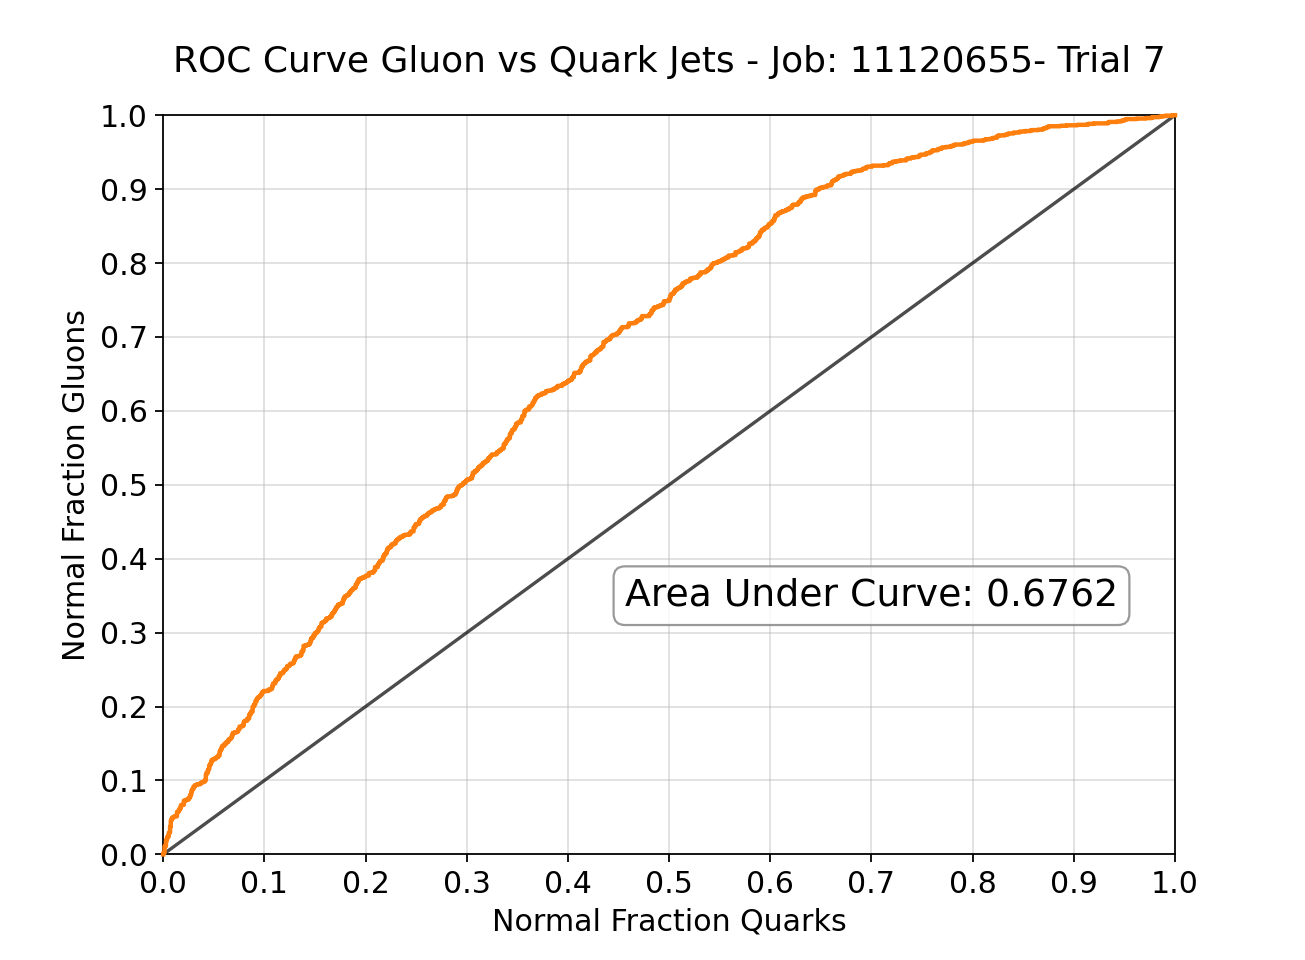 ROC Curve Gluon vs Quark Jets - Job: 11120655- Trial 7
1.0
0.9
0.8
0.7
0.6
0.5
0.4
0.3
0.2
0.1
0.0
Normal Fraction Gluons
Area Under Curve: 0.6762
0.0 0.1 0.2 0.3 0.4 0.5 0.6 0.7 0.8 0.9 1.0
Normal Fraction Quarks